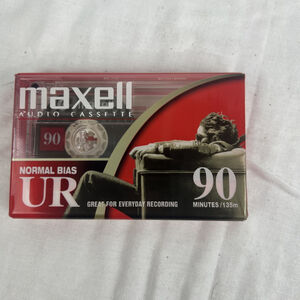 maxell
AUDIO CASSETTE
90
NORMAL BIAS
UR
GREAT FOR EVERYDAY RECORDING
90
MINUTES/135m